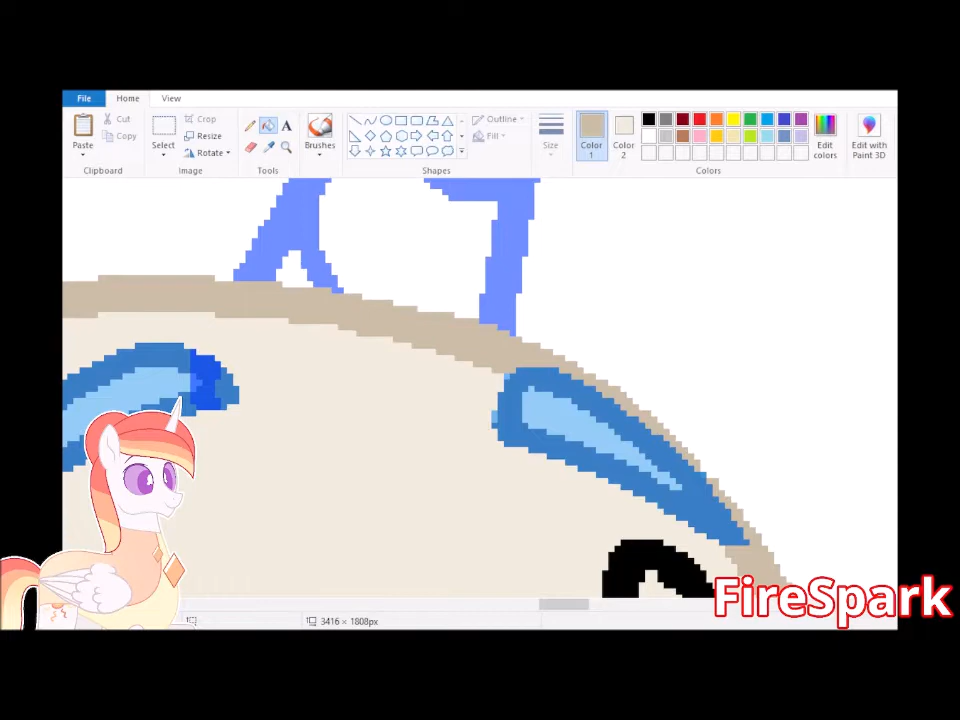 File Home View
Cut
Copy
Paste
Clipboard
Crop
Resize
Rotate
Select
Image
A
Tools
Brushes
Outline
Fill
Shapes
Size
Color 1
Color 2
Edit colors
Edit with Paint 3D
Colors
FireSpark
3416 × 1808px